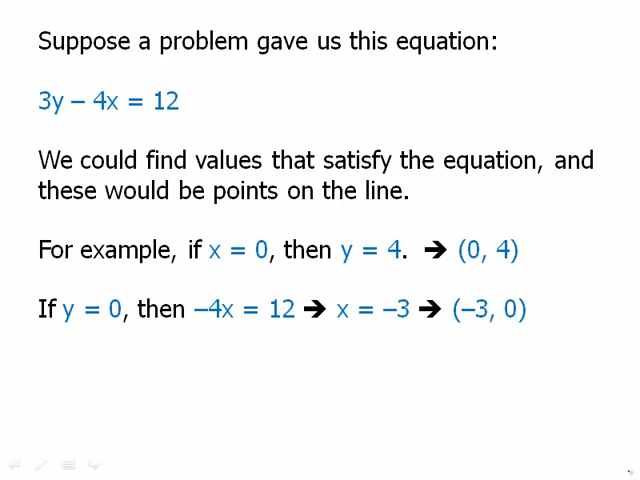 Suppose a problem gave us this equation:
3y – 4x = 12
We could find values that satisfy the equation, and
these would be points on the line.
For example, if x = 0, then y = 4. ➔ (0, 4)
If y = 0, then –4x = 12 ➔ x = –3 ➔ (–3, 0)